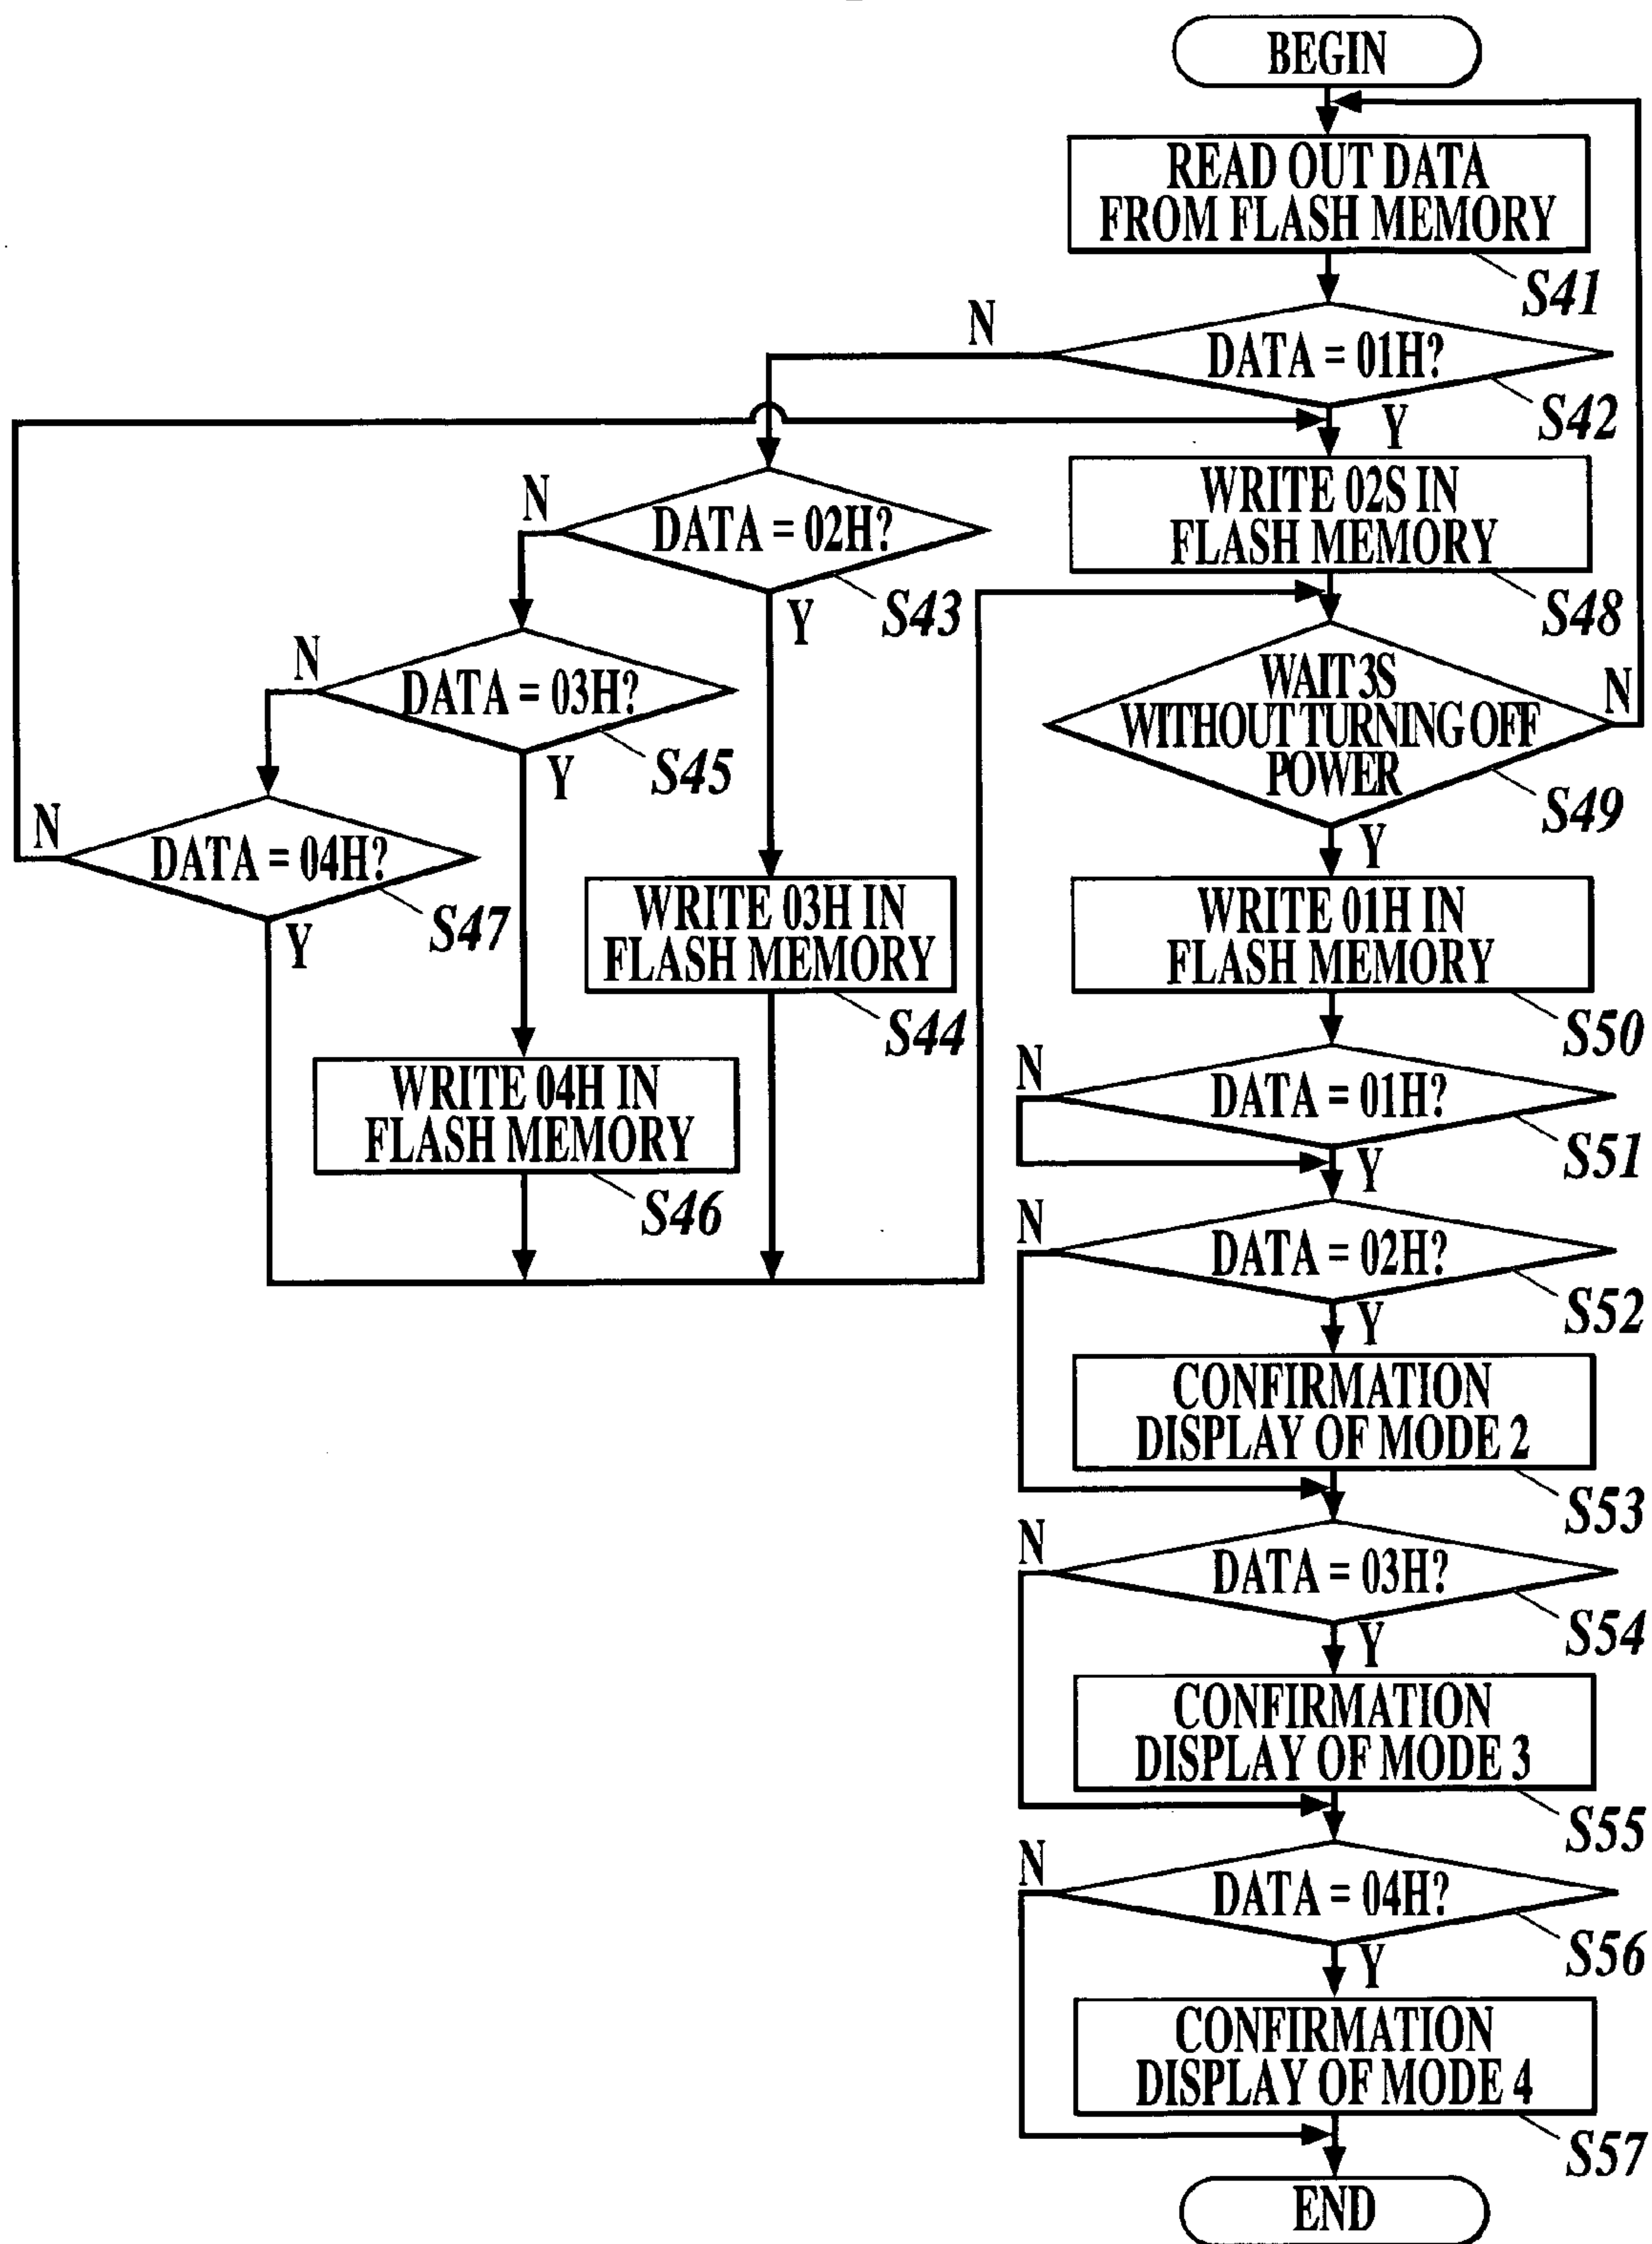 BEGIN
READ OUT DATA
FROM FLASH MEMORY
S41
N
DATA = 01H?
S42
Y
WRITE 02S IN
FLASH MEMORY
S48
N
DATA = 02H?
S43
Y
N
DATA = 03H?
S45
Y
N
DATA = 04H?
S47
Y
WRITE 03H IN
FLASH MEMORY
S44
WRITE 04H IN
FLASH MEMORY
S46
WAIT 3S
WITHOUT TURNING OFF
POWER
N
S49
Y
WRITE 01H IN
FLASH MEMORY
S50
N
DATA = 01H?
S51
Y
N
DATA = 02H?
S52
Y
CONFIRMATION
DISPLAY OF MODE 2
S53
N
DATA = 03H?
S54
Y
CONFIRMATION
DISPLAY OF MODE 3
S55
N
DATA = 04H?
S56
Y
CONFIRMATION
DISPLAY OF MODE 4
S57
END